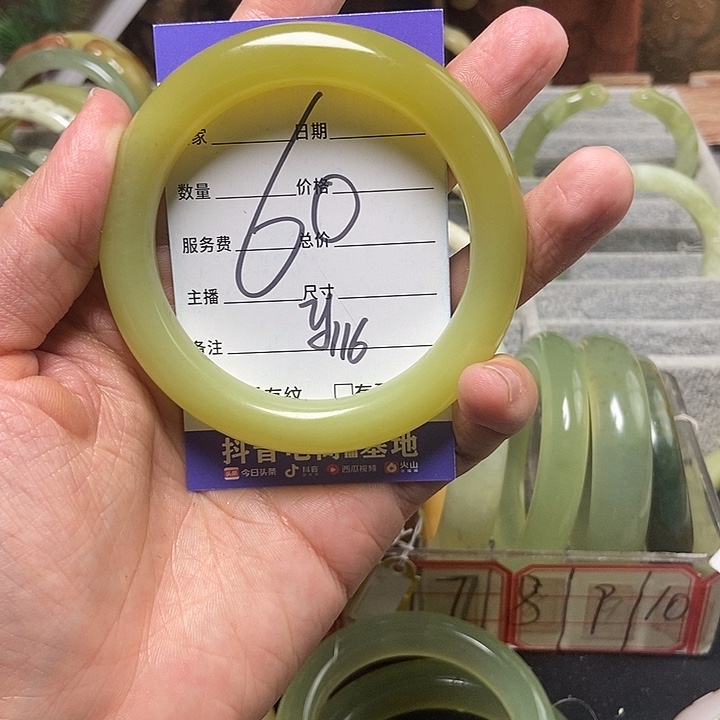 家 日期
60
数量 价格
服务费 总价
主播 尺寸
y116
备注
有纹
抖音电商 基地
今日头条 抖音 西瓜视频 火山
7 8 9 10